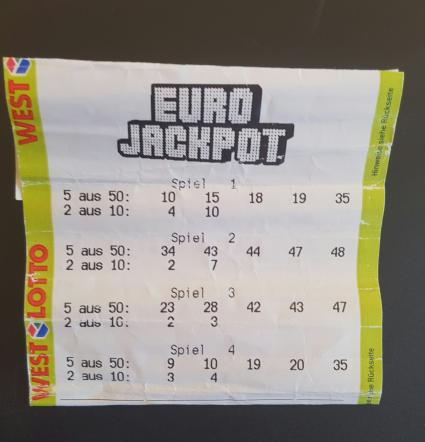 WEST
EURO
JACKPOT
Hinweise siehe Rückseite
Spiel 1
5 aus 50: 10 15 18 19 35
2 aus 10: 4 10
Spiel 2
5 aus 50: 34 43 44 47 48
2 aus 10: 2 7
WEST LOTTO
Spiel 3
5 aus 50: 23 28 42 43 47
2 aus 10: 2 3
Spiel 4
5 aus 50: 9 10 19 20 35
2 aus 10: 3 4
Rückseite